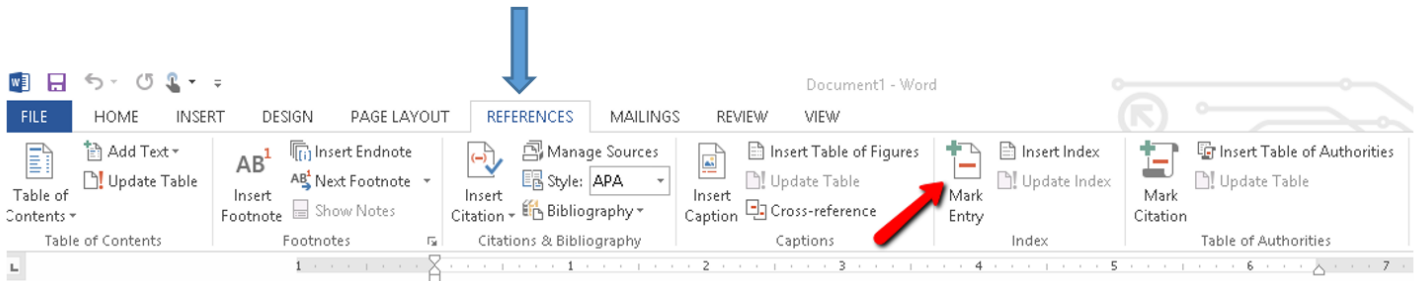 Document1 - Word
FILE HOME INSERT DESIGN PAGE LAYOUT REFERENCES MAILINGS REVIEW VIEW
Table of Contents
Add Text
Update Table
Table of Contents
AB1
Insert Footnote
Insert Endnote
AB1 Next Footnote
Show Notes
Footnotes
Insert Citation
Manage Sources
Style: APA
Bibliography
Citations & Bibliography
Insert Caption
Insert Table of Figures
Update Table
Cross-reference
Captions
Mark Entry
Insert Index
Update Index
Index
Mark Citation
Insert Table of Authorities
Update Table
Table of Authorities
1 1 2 3 4 5 6 7